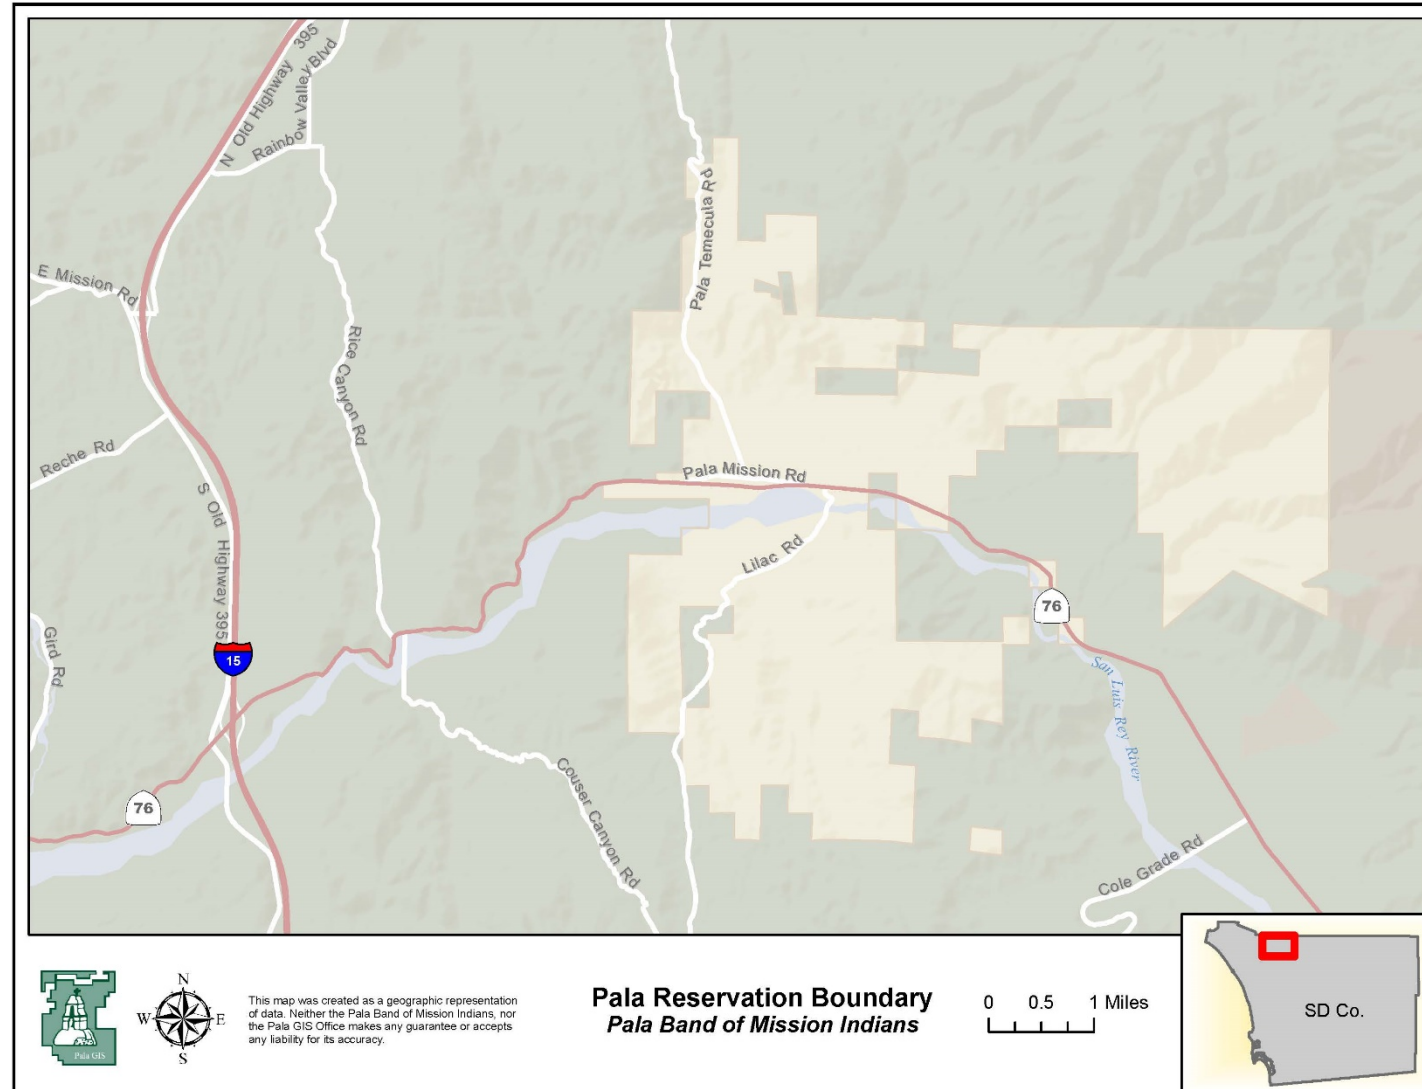 N Old Highway 395
Rainbow Valley Blvd
E Mission Rd
Pala Temecula Rd
Rice Canyon Rd
Reche Rd
S Old Highway 395
Pala Mission Rd
Lilac Rd
Gird Rd
15
76
76
San Luis Rey River
Couser Canyon Rd
Cole Grade Rd
Pala GIS
N
W
E
S
This map was created as a geographic representation
of data. Neither the Pala Band of Mission Indians, nor
the Pala GIS Office makes any guarantee or accepts
any liability for its accuracy.
Pala Reservation Boundary
Pala Band of Mission Indians
0 0.5 1 Miles
SD Co.